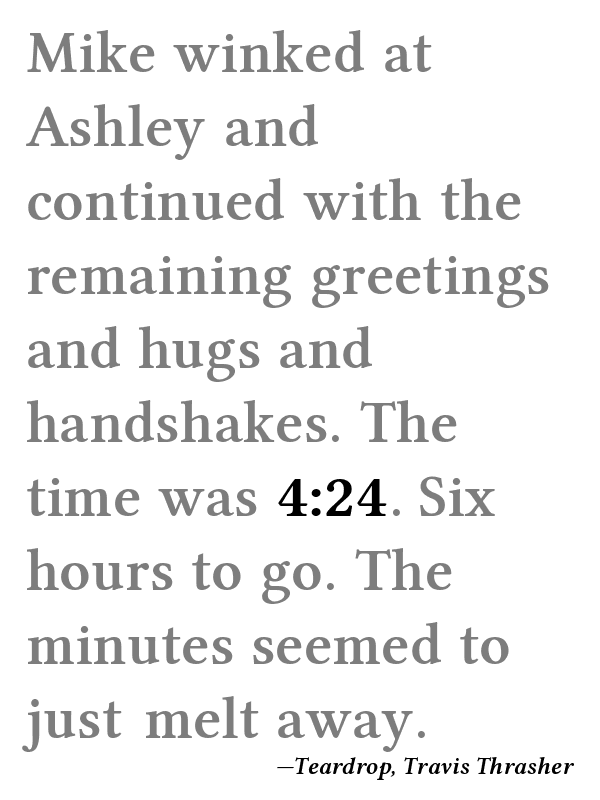 Mike winked at
Ashley and
continued with the
remaining greetings
and hugs and
handshakes. The
time was 4:24. Six
hours to go. The
minutes seemed to
just melt away.
—Teardrop, Travis Thrasher